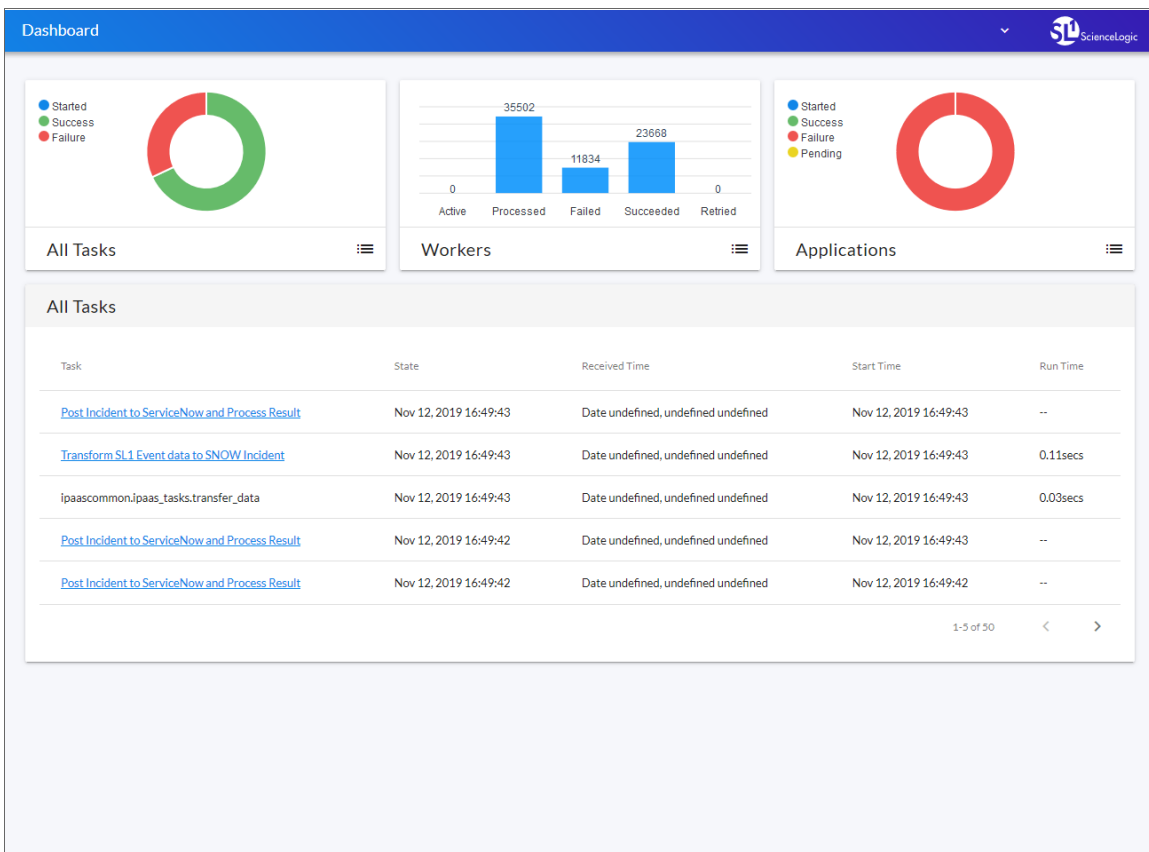 Dashboard
SL1 ScienceLogic
Started
Success
Failure
All Tasks
35502
23668
11834
0
0
Active Processed Failed Succeeded Retried
Workers
Started
Success
Failure
Pending
Applications
All Tasks
Task State Received Time Start Time Run Time
Post Incident to ServiceNow and Process Result Nov 12, 2019 16:49:43 Date undefined, undefined undefined Nov 12, 2019 16:49:43 --
Transform SL1 Event data to SNOW Incident Nov 12, 2019 16:49:43 Date undefined, undefined undefined Nov 12, 2019 16:49:43 0.11secs
ipaascommon.ipaas_tasks.transfer_data Nov 12, 2019 16:49:43 Date undefined, undefined undefined Nov 12, 2019 16:49:43 0.03secs
Post Incident to ServiceNow and Process Result Nov 12, 2019 16:49:42 Date undefined, undefined undefined Nov 12, 2019 16:49:43 --
Post Incident to ServiceNow and Process Result Nov 12, 2019 16:49:42 Date undefined, undefined undefined Nov 12, 2019 16:49:42 --
1-5 of 50